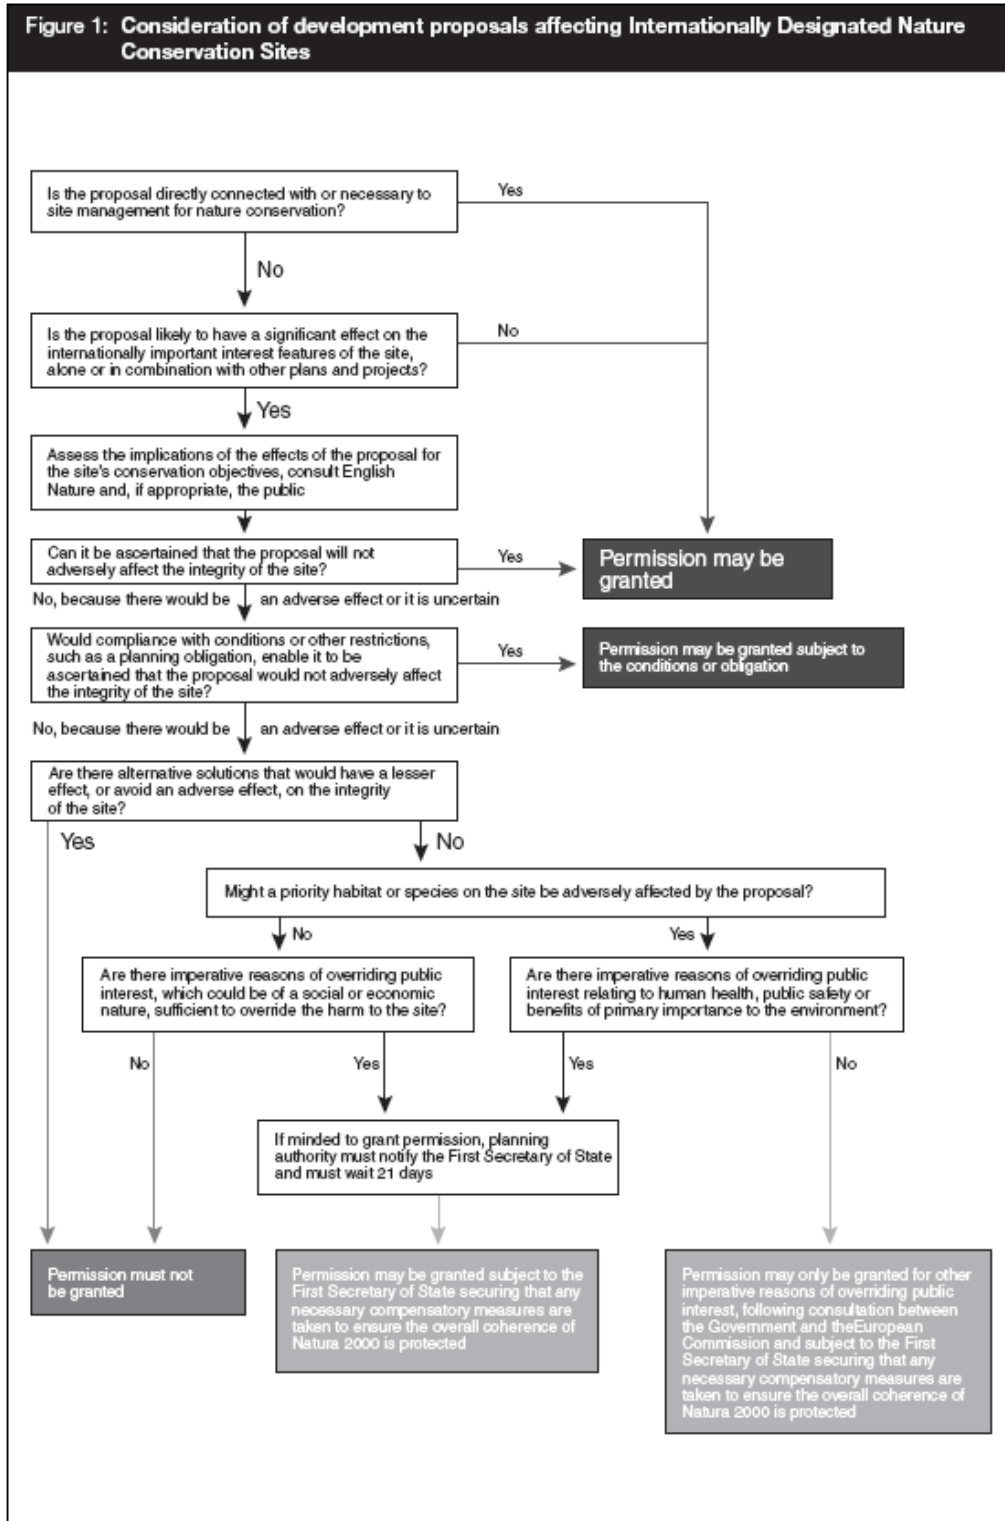 Figure 1: Consideration of development proposals affecting Internationally Designated Nature
Conservation Sites
Is the proposal directly connected with or necessary to
site management for nature conservation?
Yes
No
Is the proposal likely to have a significant effect on the
internationally important interest features of the site,
alone or in combination with other plans and projects?
No
Yes
Assess the implications of the effects of the proposal for
the site's conservation objectives, consult English
Nature and, if appropriate, the public
Can it be ascertained that the proposal will not
adversely affect the integrity of the site?
Yes
Permission may be
granted
No, because there would be an adverse effect or it is uncertain
Would compliance with conditions or other restrictions,
such as a planning obligation, enable it to be
ascertained that the proposal would not adversely affect
the integrity of the site?
Yes
Permission may be granted subject to
the conditions or obligation
No, because there would be an adverse effect or it is uncertain
Are there alternative solutions that would have a lesser
effect, or avoid an adverse effect, on the integrity
of the site?
Yes
No
Might a priority habitat or species on the site be adversely affected by the proposal?
No
Yes
Are there imperative reasons of overriding public
interest, which could be of a social or economic
nature, sufficient to override the harm to the site?
Are there imperative reasons of overriding public
interest relating to human health, public safety or
benefits of primary importance to the environment?
No
Yes
Yes
No
If minded to grant permission, planning
authority must notify the First Secretary of State
and must wait 21 days
Permission must not
be granted
Permission may be granted subject to the
First Secretary of State securing that any
necessary compensatory measures are
taken to ensure the overall coherence of
Natura 2000 is protected
Permission may only be granted for other
imperative reasons of overriding public
interest, following consultation between
the Government and theEuropean
Commission and subject to the First
Secretary of State securing that any
necessary compensatory measures are
taken to ensure the overall coherence of
Natura 2000 is protected